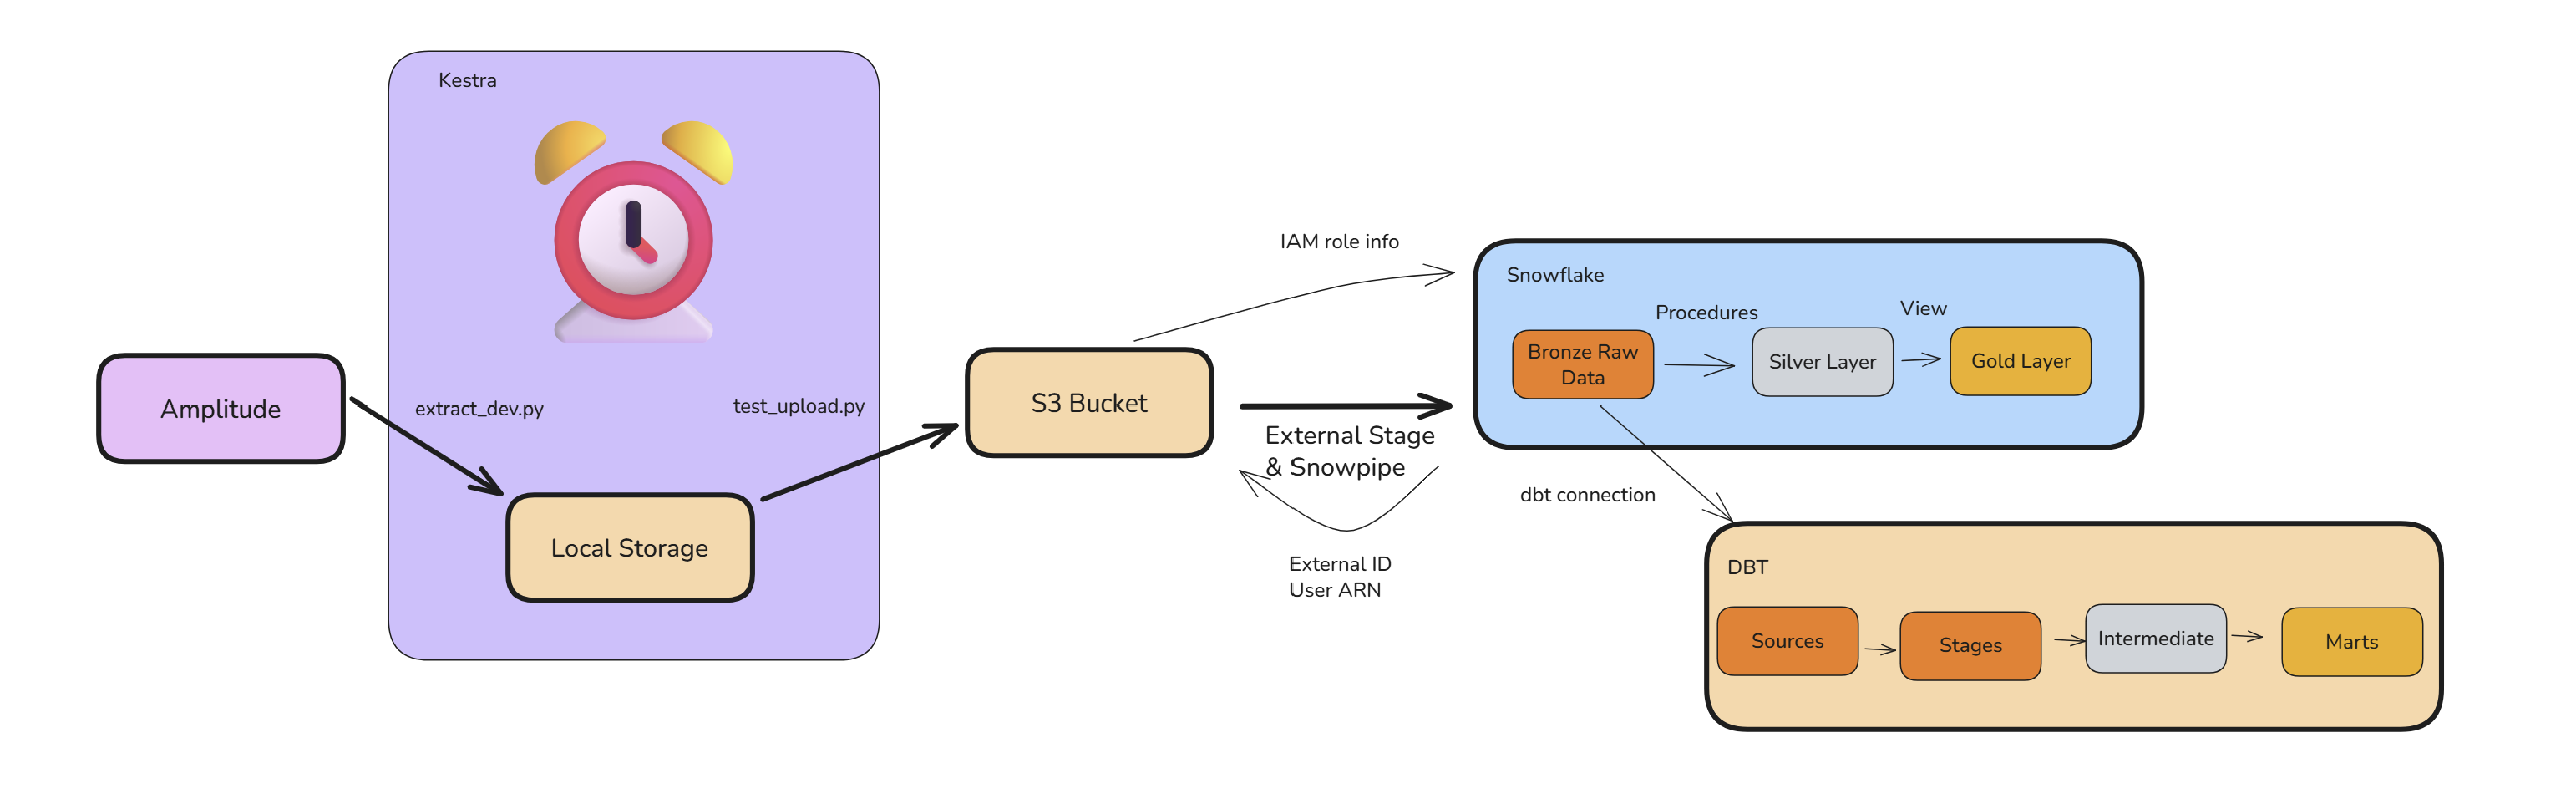 Kestra
Amplitude
extract_dev.py
test_upload.py
Local Storage
S3 Bucket
IAM role info
External Stage
& Snowpipe
External ID
User ARN
Snowflake
Procedures
View
Bronze Raw
Data
Silver Layer
Gold Layer
dbt connection
DBT
Sources
Stages
Intermediate
Marts